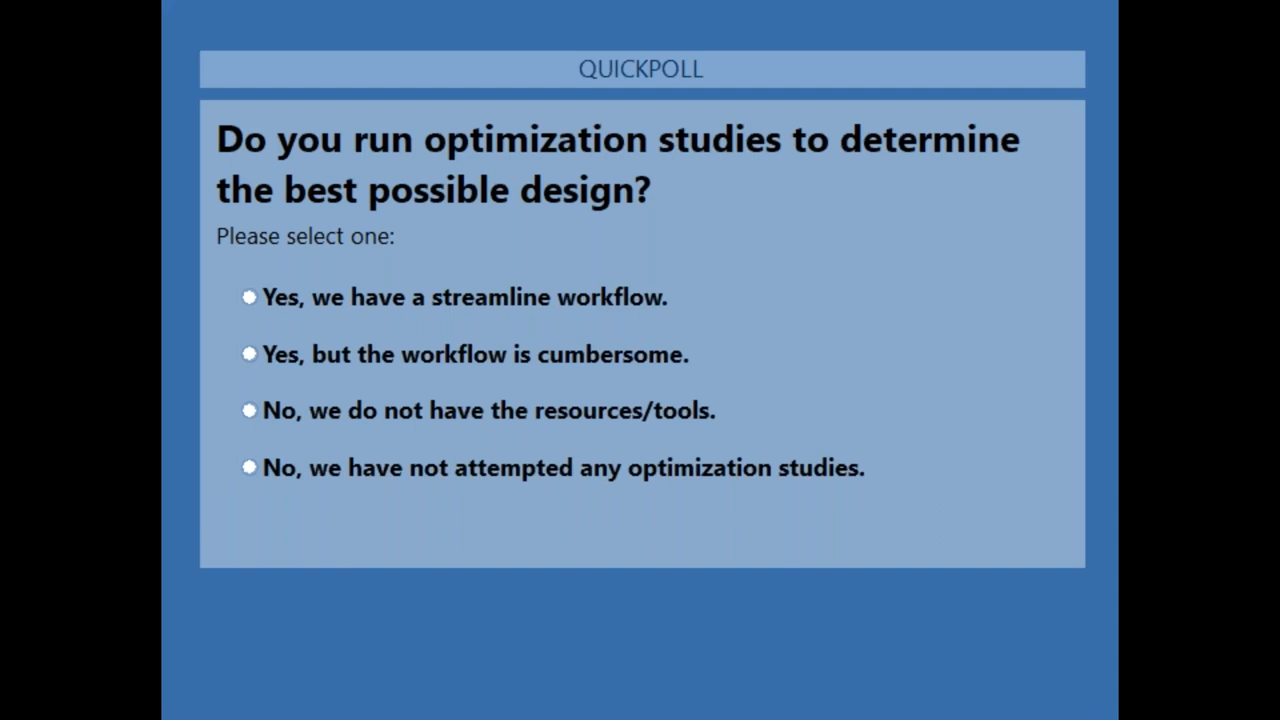 QUICKPOLL
Do you run optimization studies to determine
the best possible design?
Please select one:
Yes, we have a streamline workflow.
Yes, but the workflow is cumbersome.
No, we do not have the resources/tools.
No, we have not attempted any optimization studies.